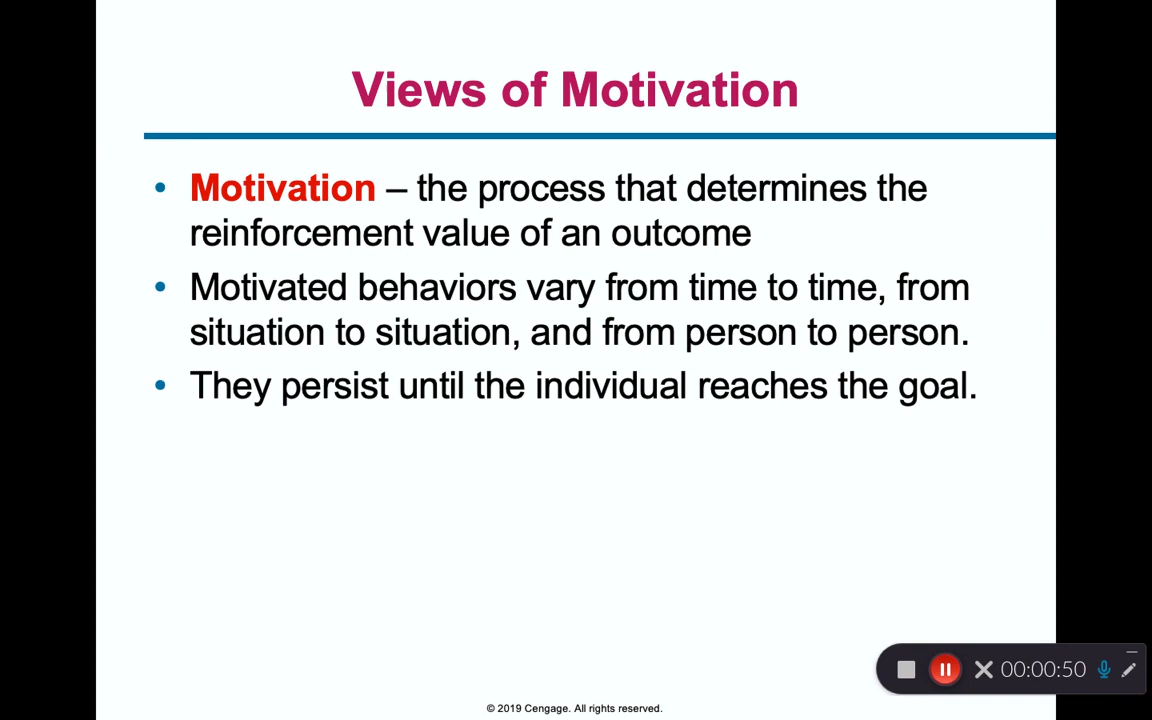 Views of Motivation
• Motivation – the process that determines the
reinforcement value of an outcome
• Motivated behaviors vary from time to time, from
situation to situation, and from person to person.
• They persist until the individual reaches the goal.
00:00:50
© 2019 Cengage. All rights reserved.